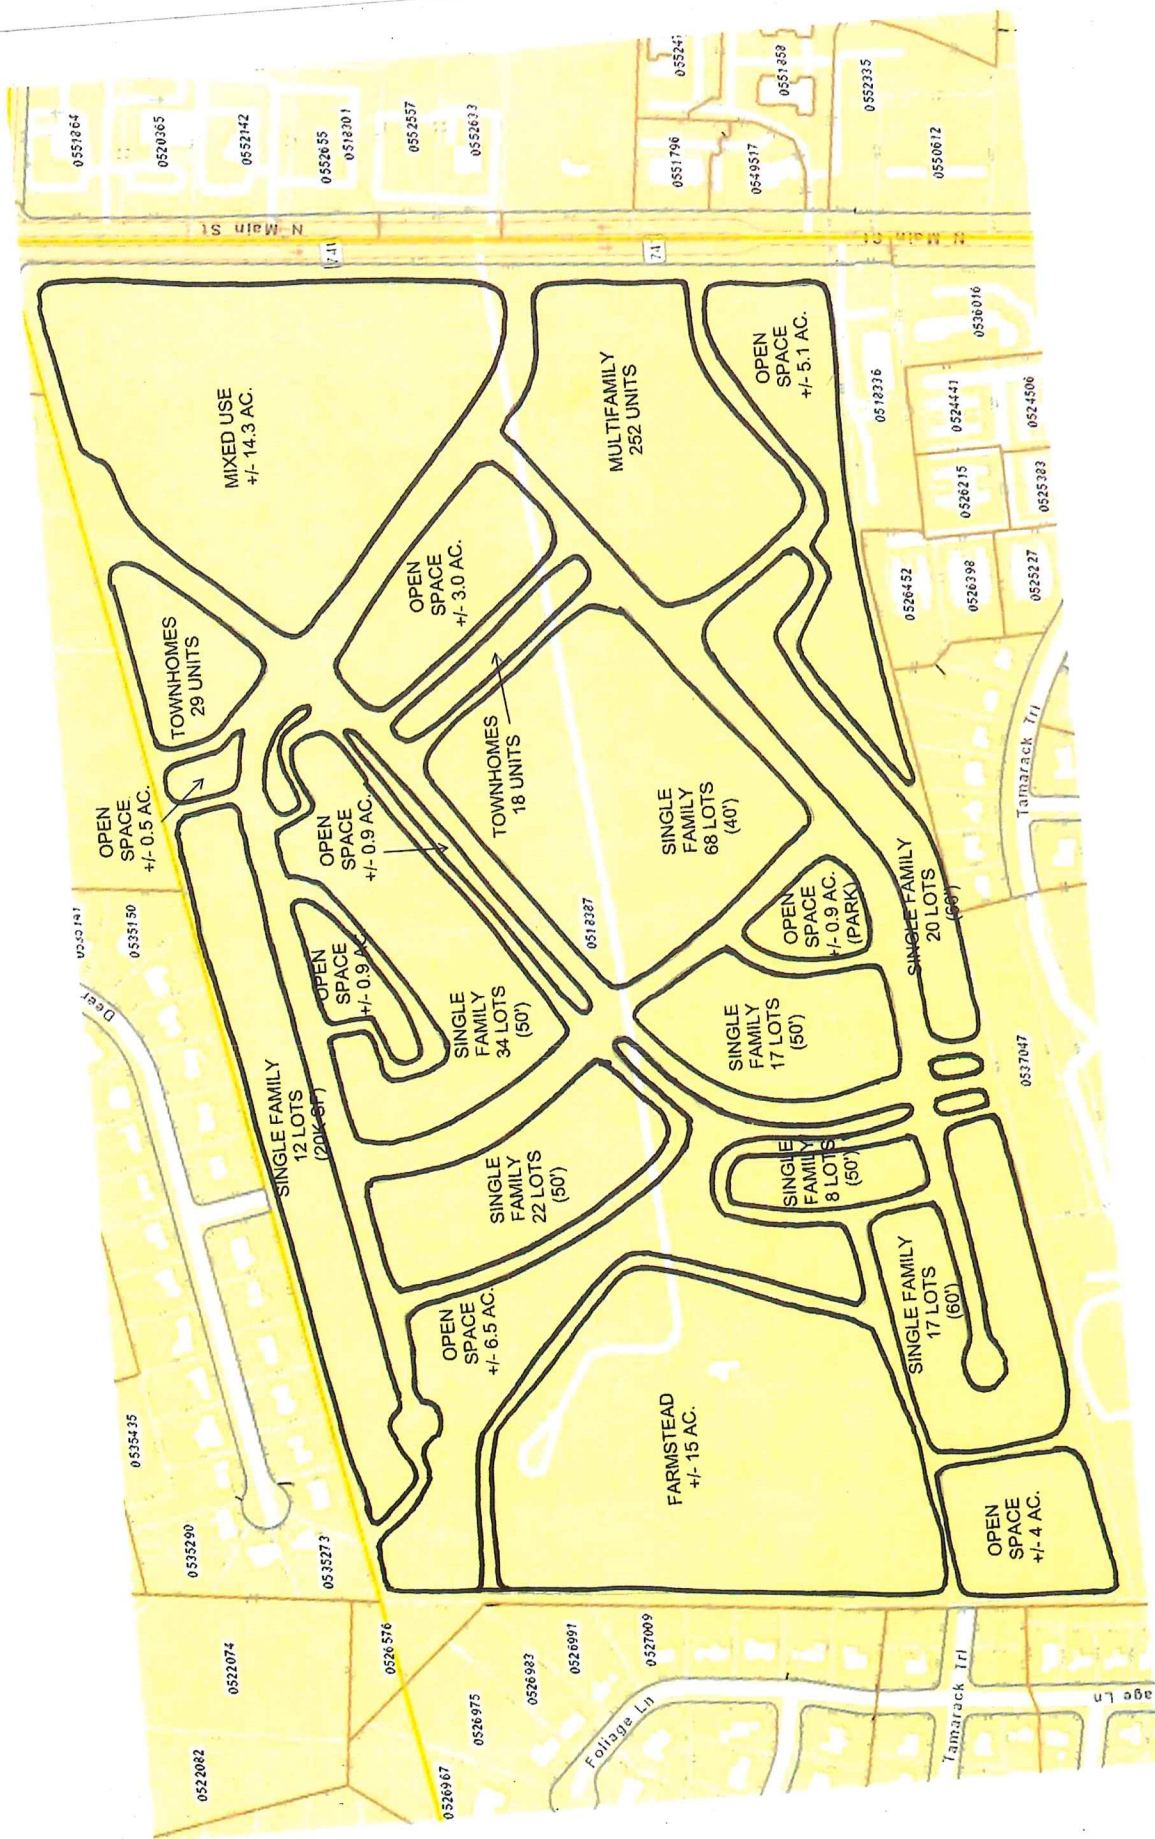 0551864
0520365
0552142
0552655
0518301
0552557
0552633
0551796
0549517
0551858
0552335
0550612
N Main St
741
741
N Main St
MIXED USE
+/- 14.3 AC.
MULTIFAMILY
252 UNITS
OPEN
SPACE
+/- 5.1 AC.
0518336
0536016
0524441
0524506
0526215
0525383
0526452
0526398
0525227
TOWNHOMES
29 UNITS
OPEN
SPACE
+/- 3.0 AC.
TOWNHOMES
18 UNITS
OPEN
SPACE
+/- 0.5 AC.
OPEN
SPACE
+/- 0.9 AC.
SINGLE
FAMILY
68 LOTS
(40')
Tamarack Trl
0518387
OPEN
SPACE
+/- 0.9 AC.
(PARK)
SINGLE FAMILY
20 LOTS
(60')
0535150
Deer
OPEN
SPACE
+/- 0.9 AC.
SINGLE
FAMILY
34 LOTS
(50')
SINGLE
FAMILY
17 LOTS
(50')
0537047
SINGLE FAMILY
12 LOTS
(20K SF)
SINGLE
FAMILY
22 LOTS
(50')
SINGLE
FAMILY
8 LOTS
(50')
OPEN
SPACE
+/- 6.5 AC.
SINGLE FAMILY
17 LOTS
(60')
0535435
FARMSTEAD
+/- 15 AC.
OPEN
SPACE
+/- 4 AC.
0535290
0535273
0522074
0526576
0526983
0526991
0527009
0522082
0526967
0526975
Foliage Ln
Tamarack Trl
age Ln